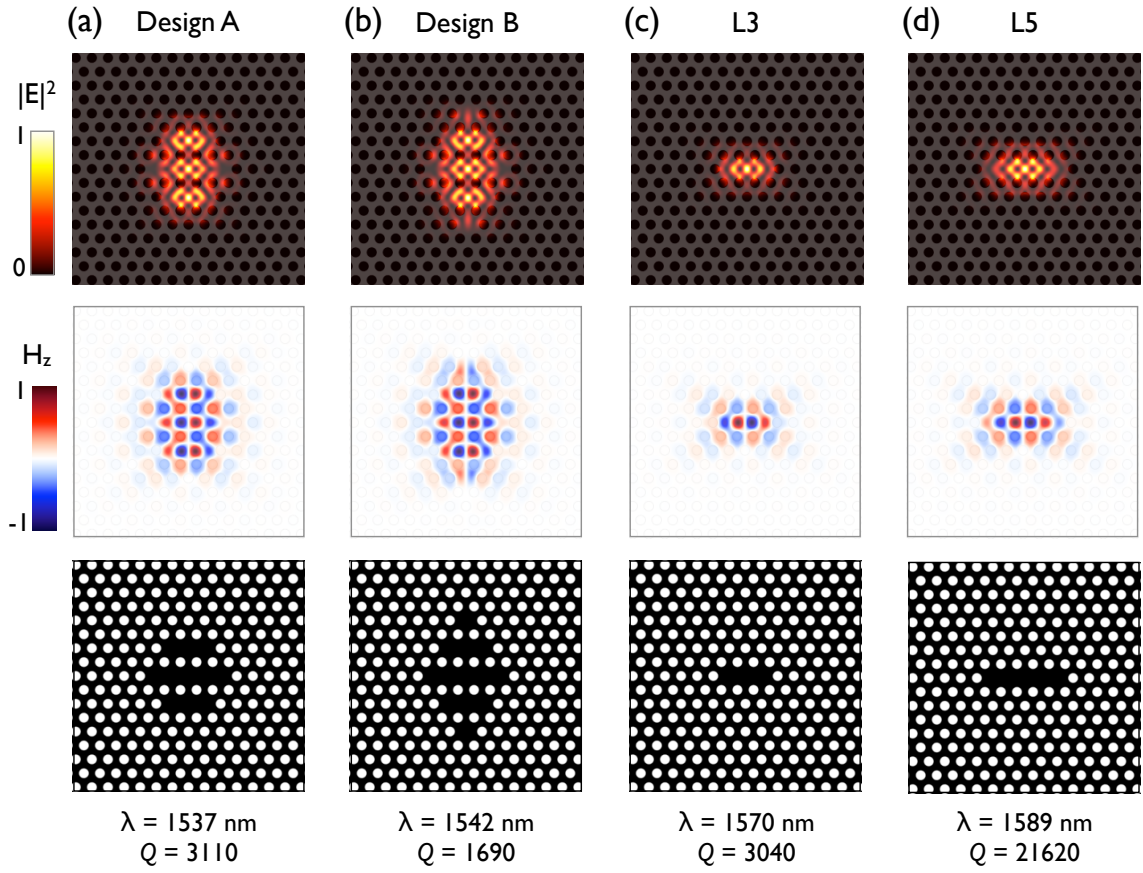 (a) Design A
(b) Design B
(c) L3
(d) L5
|E|²
1
0
H_z
1
-1
λ = 1537 nm
Q = 3110
λ = 1542 nm
Q = 1690
λ = 1570 nm
Q = 3040
λ = 1589 nm
Q = 21620